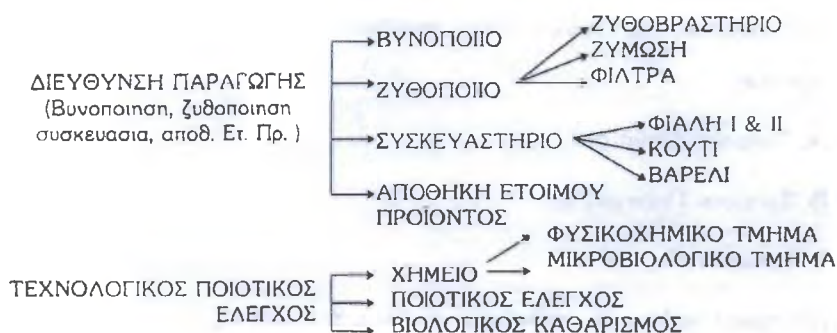 ΒΥΝΟΠΟΙΙΟ
ΖΥΘΟΒΡΑΣΤΗΡΙΟ
ΖΥΜΩΣΗ
ΦΙΛΤΡΑ
ΔΙΕΥΘΥΝΣΗ ΠΑΡΑΓΩΓΗΣ
(Βυνοποιηση, ζυθοποιηση
συσκευασια, αποθ. Ετ. Πρ. )
ΖΥΘΟΠΟΙΙΟ
ΣΥΣΚΕΥΑΣΤΗΡΙΟ
ΦΙΑΛΗ Ι & ΙΙ
ΚΟΥΤΙ
ΒΑΡΕΛΙ
ΑΠΟΘΗΚΗ ΕΤΟΙΜΟΥ
ΠΡΟΪΟΝΤΟΣ
ΤΕΧΝΟΛΟΓΙΚΟΣ ΠΟΙΟΤΙΚΟΣ
ΕΛΕΓΧΟΣ
ΧΗΜΕΙΟ
ΦΥΣΙΚΟΧΗΜΙΚΟ ΤΜΗΜΑ
ΜΙΚΡΟΒΙΟΛΟΓΙΚΟ ΤΜΗΜΑ
ΠΟΙΟΤΙΚΟΣ ΕΛΕΓΧΟΣ
ΒΙΟΛΟΓΙΚΟΣ ΚΑΘΑΡΙΣΜΟΣ